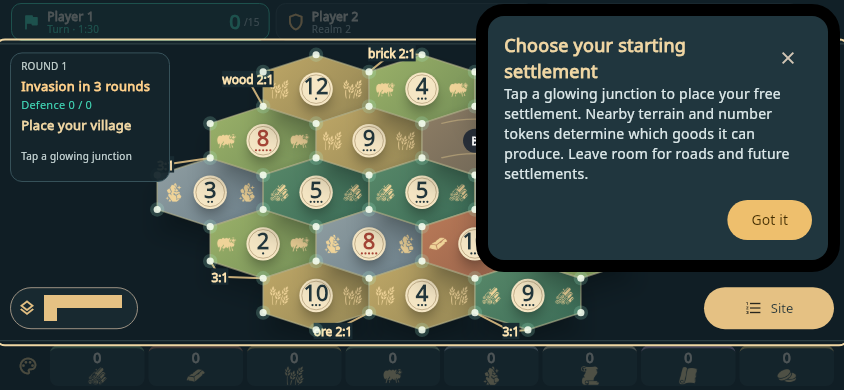 Player 1
Turn · 1:30
0 /15
Player 2
Realm 2
ROUND 1
Invasion in 3 rounds
Defence 0 / 0
Place your village
Tap a glowing junction
brick 2:1
wood 2:1
12
4
8
9
3
5
5
2
8
10
4
9
3:1
ore 2:1
3:1
Choose your starting
settlement
Tap a glowing junction to place your free
settlement. Nearby terrain and number
tokens determine which goods it can
produce. Leave room for roads and future
settlements.
Got it
Site
0
0
0
0
0
0
0
0